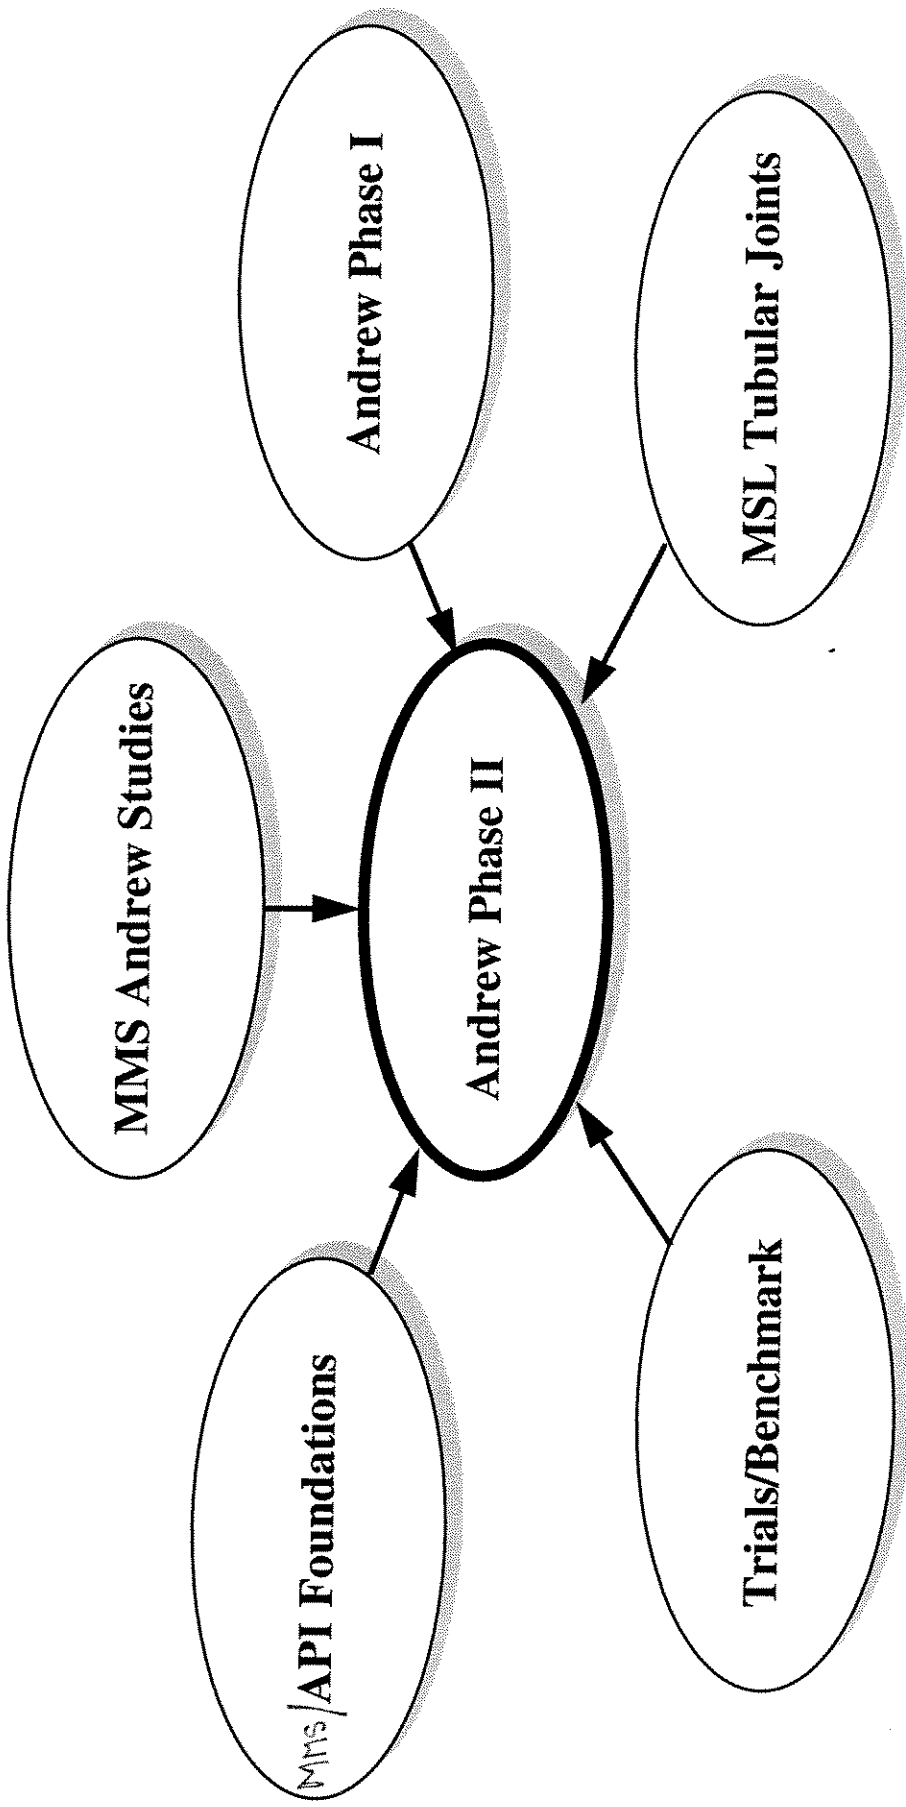 MMS Andrew Studies
Mms/API Foundations
Andrew Phase I
Andrew Phase II
Trials/Benchmark
MSL Tubular Joints